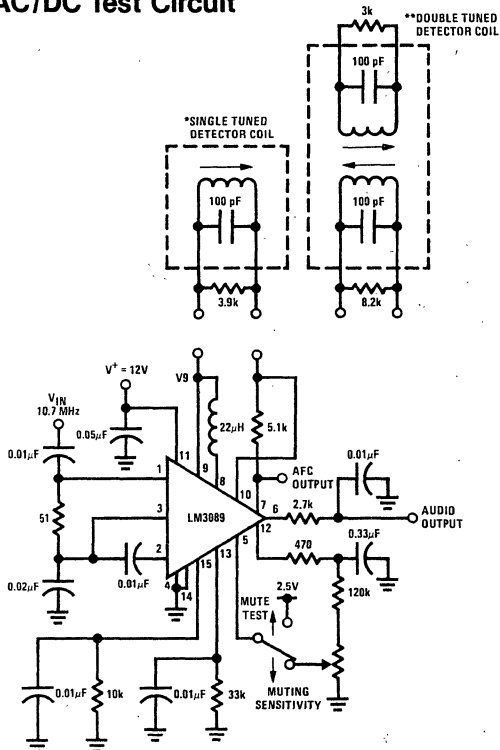 AC/DC Test Circuit
3k
**DOUBLE TUNED
DETECTOR COIL
100 pF
*SINGLE TUNED
DETECTOR COIL
100 pF
100 pF
3.9k
8.2k
V+ = 12V
V9
VIN
10.7 MHz
0.05μF
22μH
5.1k
0.01μF
11
9
8
10
AFC
OUTPUT
0.01μF
1
7
6
2.7k
AUDIO
OUTPUT
51
3
LM3089
12
5
470
0.33μF
2
13
15
0.01μF
4
14
0.02μF
2.5V
120k
MUTE
TEST
0.01μF
10k
0.01μF
33k
MUTING
SENSITIVITY